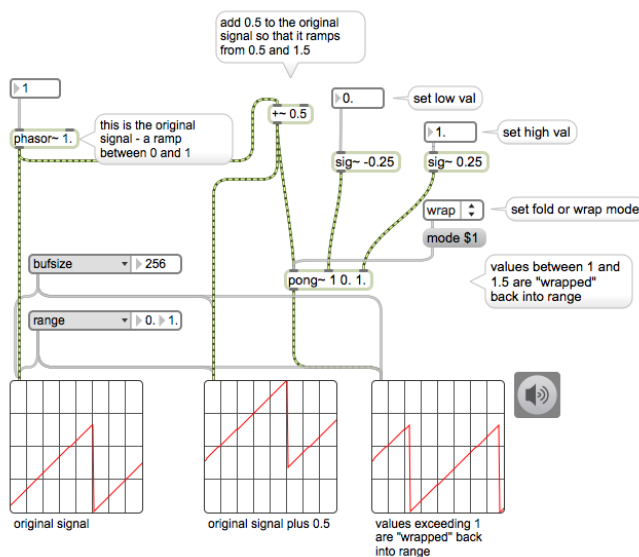 add 0.5 to the original
signal so that it ramps
from 0.5 and 1.5
1
0.
set low val
+~ 0.5
phasor~ 1.
this is the original
signal - a ramp
between 0 and 1
1.
set high val
sig~ -0.25
sig~ 0.25
wrap
set fold or wrap mode
mode $1
bufsize
256
pong~ 1 0. 1.
values between 1 and
1.5 are "wrapped"
back into range
range
0.
1.
original signal
original signal plus 0.5
values exceeding 1
are "wrapped" back
into range